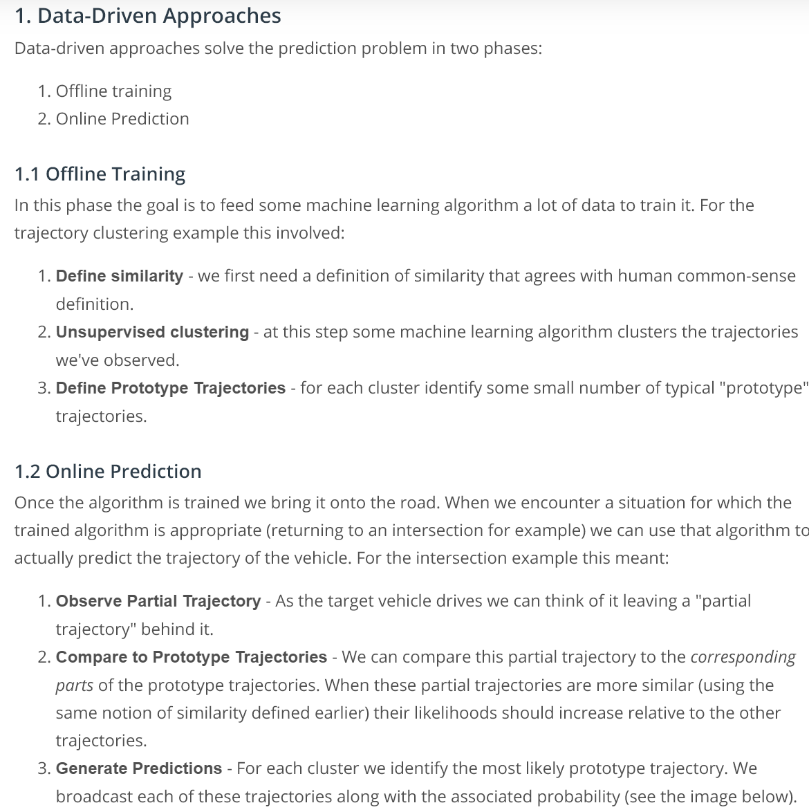 1. Data-Driven Approaches
Data-driven approaches solve the prediction problem in two phases:
1. Offline training
2. Online Prediction
1.1 Offline Training
In this phase the goal is to feed some machine learning algorithm a lot of data to train it. For the
trajectory clustering example this involved:
1. Define similarity - we first need a definition of similarity that agrees with human common-sense
definition.
2. Unsupervised clustering - at this step some machine learning algorithm clusters the trajectories
we've observed.
3. Define Prototype Trajectories - for each cluster identify some small number of typical "prototype"
trajectories.
1.2 Online Prediction
Once the algorithm is trained we bring it onto the road. When we encounter a situation for which the
trained algorithm is appropriate (returning to an intersection for example) we can use that algorithm to
actually predict the trajectory of the vehicle. For the intersection example this meant:
1. Observe Partial Trajectory - As the target vehicle drives we can think of it leaving a "partial
trajectory" behind it.
2. Compare to Prototype Trajectories - We can compare this partial trajectory to the corresponding
parts of the prototype trajectories. When these partial trajectories are more similar (using the
same notion of similarity defined earlier) their likelihoods should increase relative to the other
trajectories.
3. Generate Predictions - For each cluster we identify the most likely prototype trajectory. We
broadcast each of these trajectories along with the associated probability (see the image below).